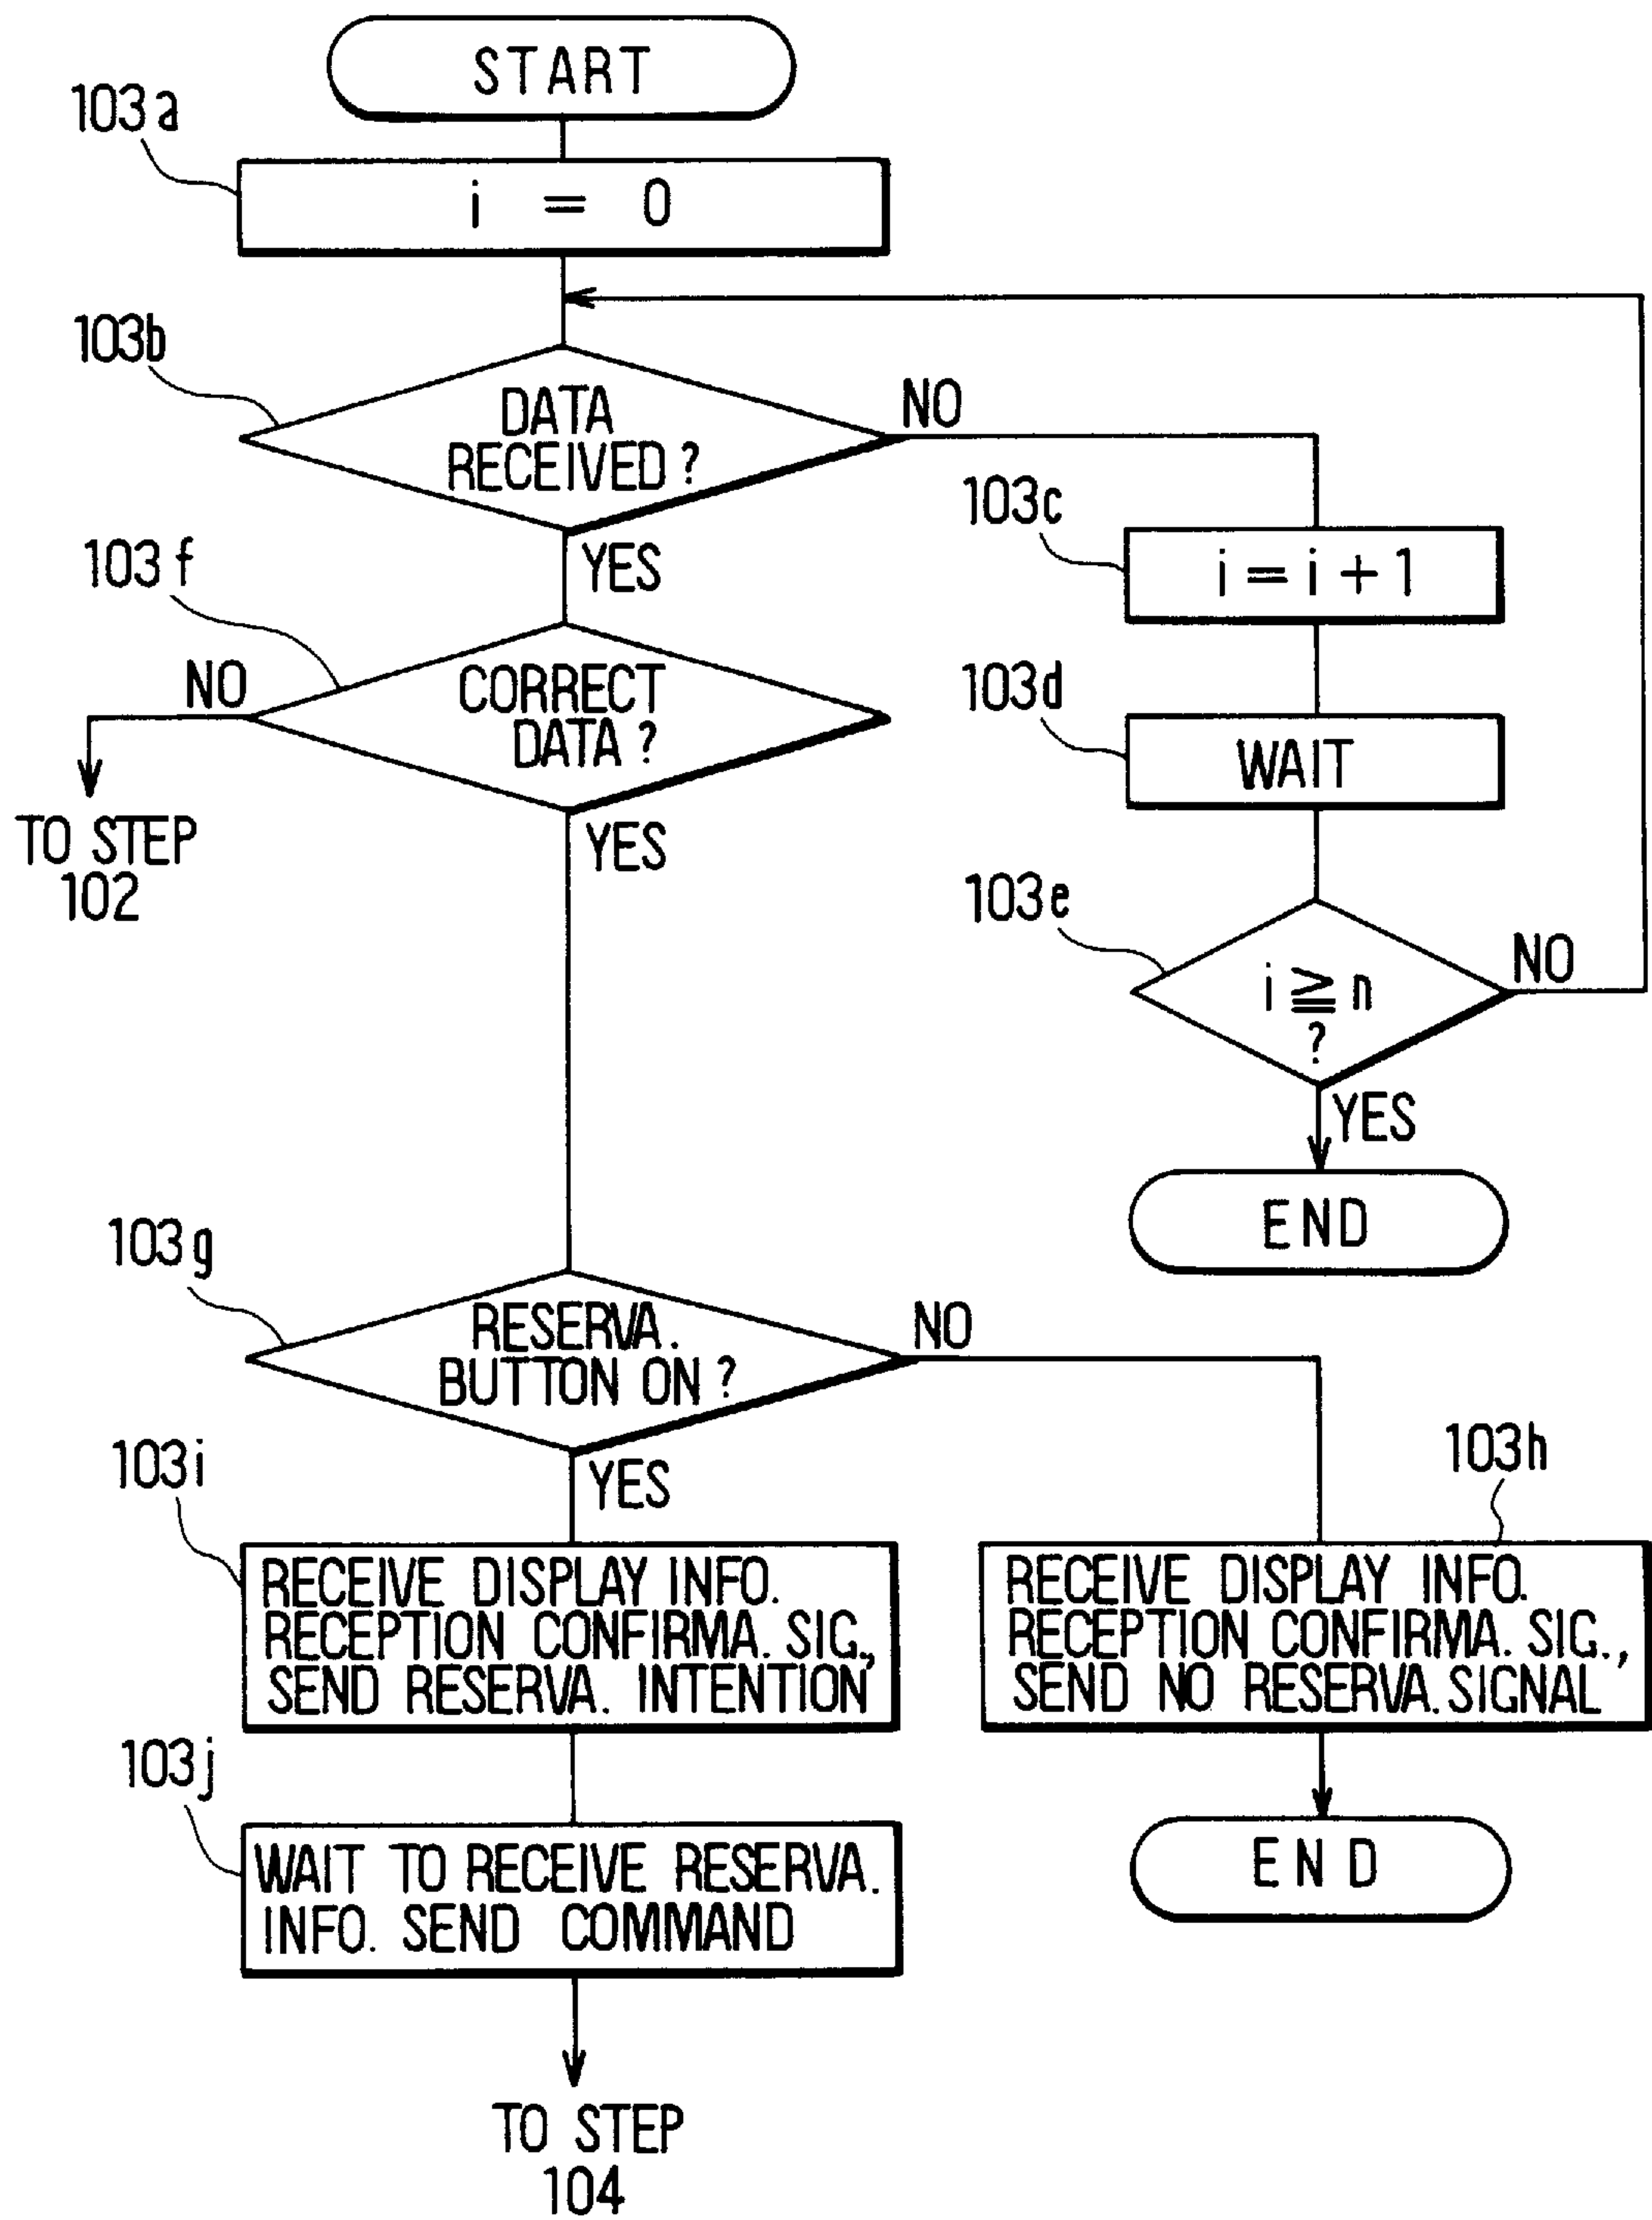 START
103a
i = 0
103b
DATA
RECEIVED ?
NO
YES
103c
i = i + 1
103d
WAIT
103e
i ≧ n
?
NO
YES
END
103f
CORRECT
DATA ?
NO
TO STEP
102
YES
103g
RESERVA.
BUTTON ON ?
NO
YES
103h
RECEIVE DISPLAY INFO.
RECEPTION CONFIRMA. SIG.,
SEND NO RESERVA. SIGNAL
END
103i
RECEIVE DISPLAY INFO.
RECEPTION CONFIRMA. SIG.,
SEND RESERVA. INTENTION
103j
WAIT TO RECEIVE RESERVA.
INFO. SEND COMMAND
TO STEP
104